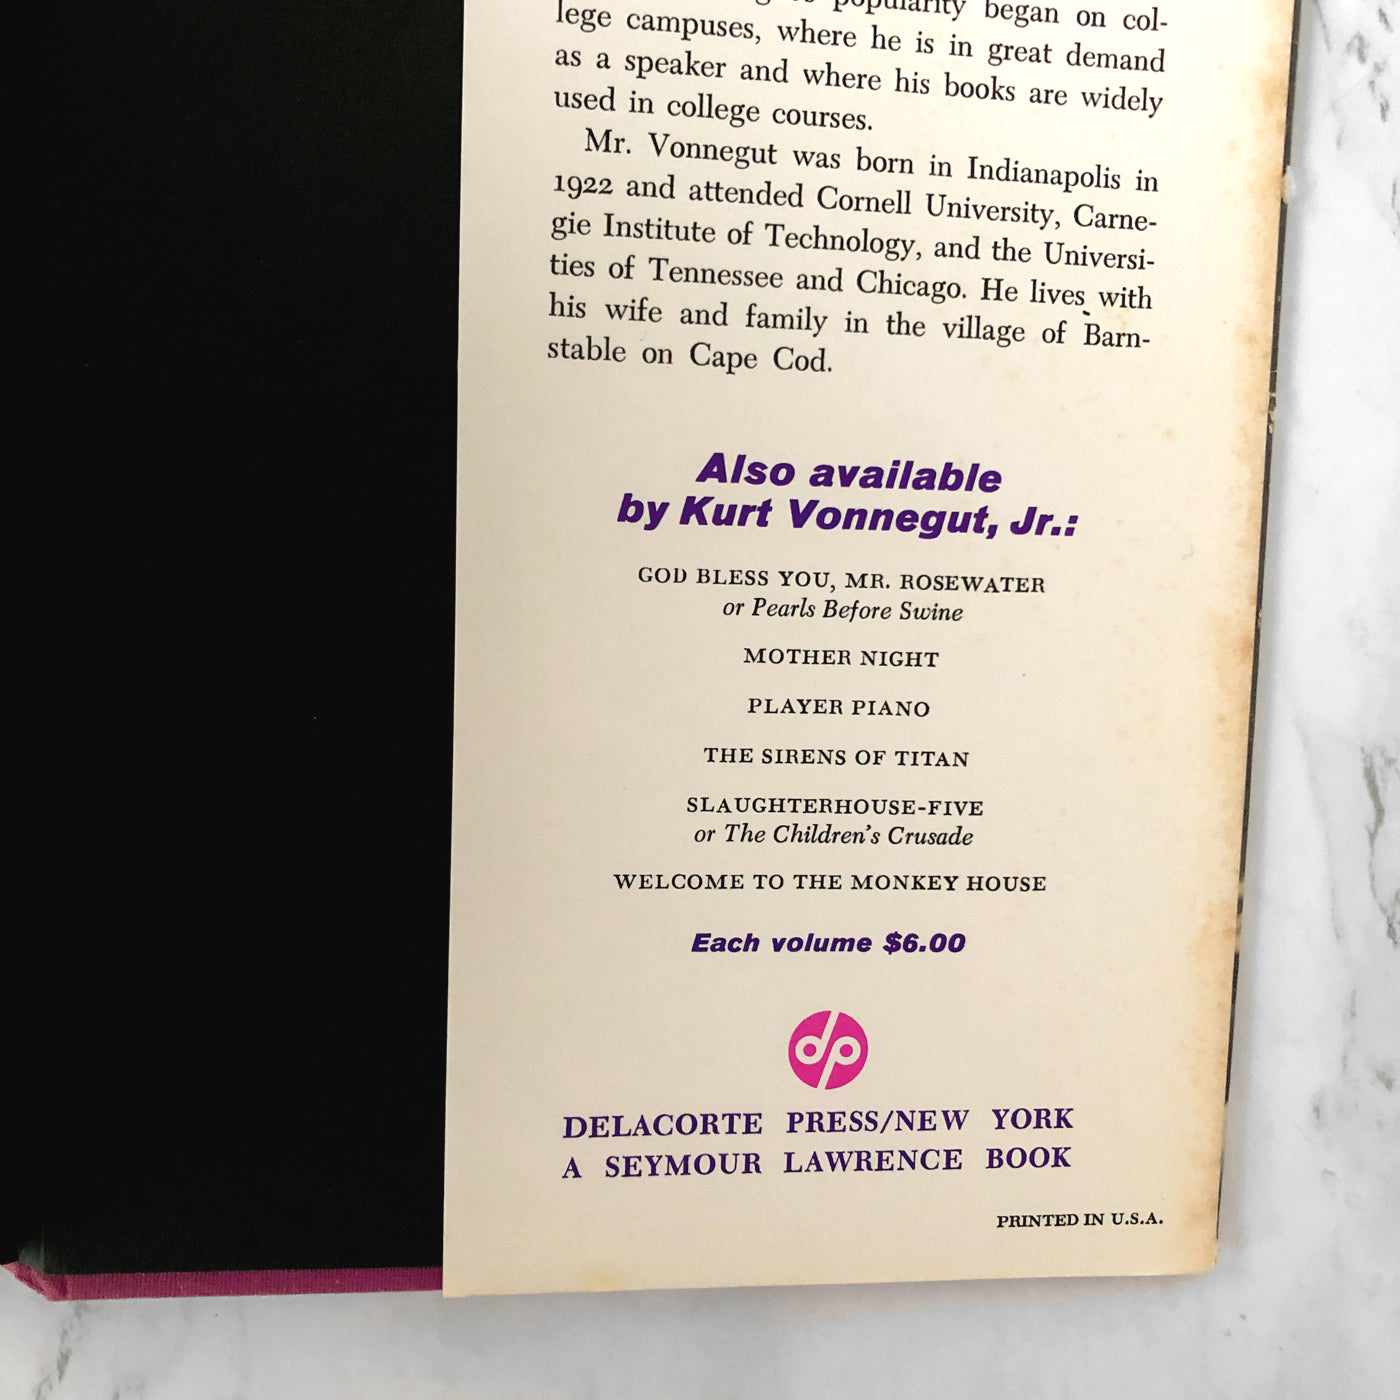 popularity began on col-
lege campuses, where he is in great demand
as a speaker and where his books are widely
used in college courses.
Mr. Vonnegut was born in Indianapolis in
1922 and attended Cornell University, Carne-
gie Institute of Technology, and the Universi-
ties of Tennessee and Chicago. He lives with
his wife and family in the village of Barn-
stable on Cape Cod.
Also available
by Kurt Vonnegut, Jr.:
GOD BLESS YOU, MR. ROSEWATER
or Pearls Before Swine
MOTHER NIGHT
PLAYER PIANO
THE SIRENS OF TITAN
SLAUGHTERHOUSE-FIVE
or The Children's Crusade
WELCOME TO THE MONKEY HOUSE
Each volume $6.00
dp
DELACORTE PRESS/NEW YORK
A SEYMOUR LAWRENCE BOOK
PRINTED IN U.S.A.